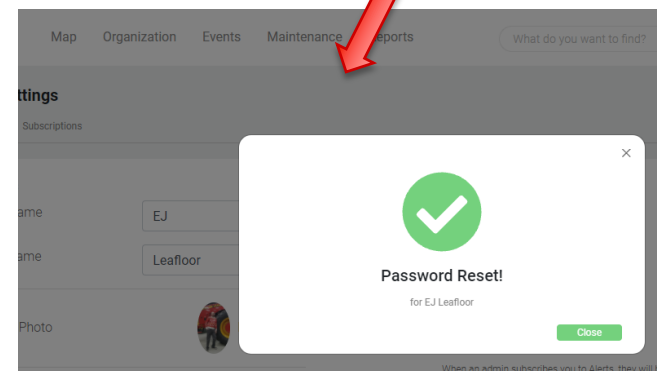 Map Organization Events Maintenance Reports What do you want to find?
ttings
Subscriptions
ame EJ
ame Leafloor
Photo
Password Reset!
for EJ Leafloor
Close
When an admin subscribes you to Alerts, they will